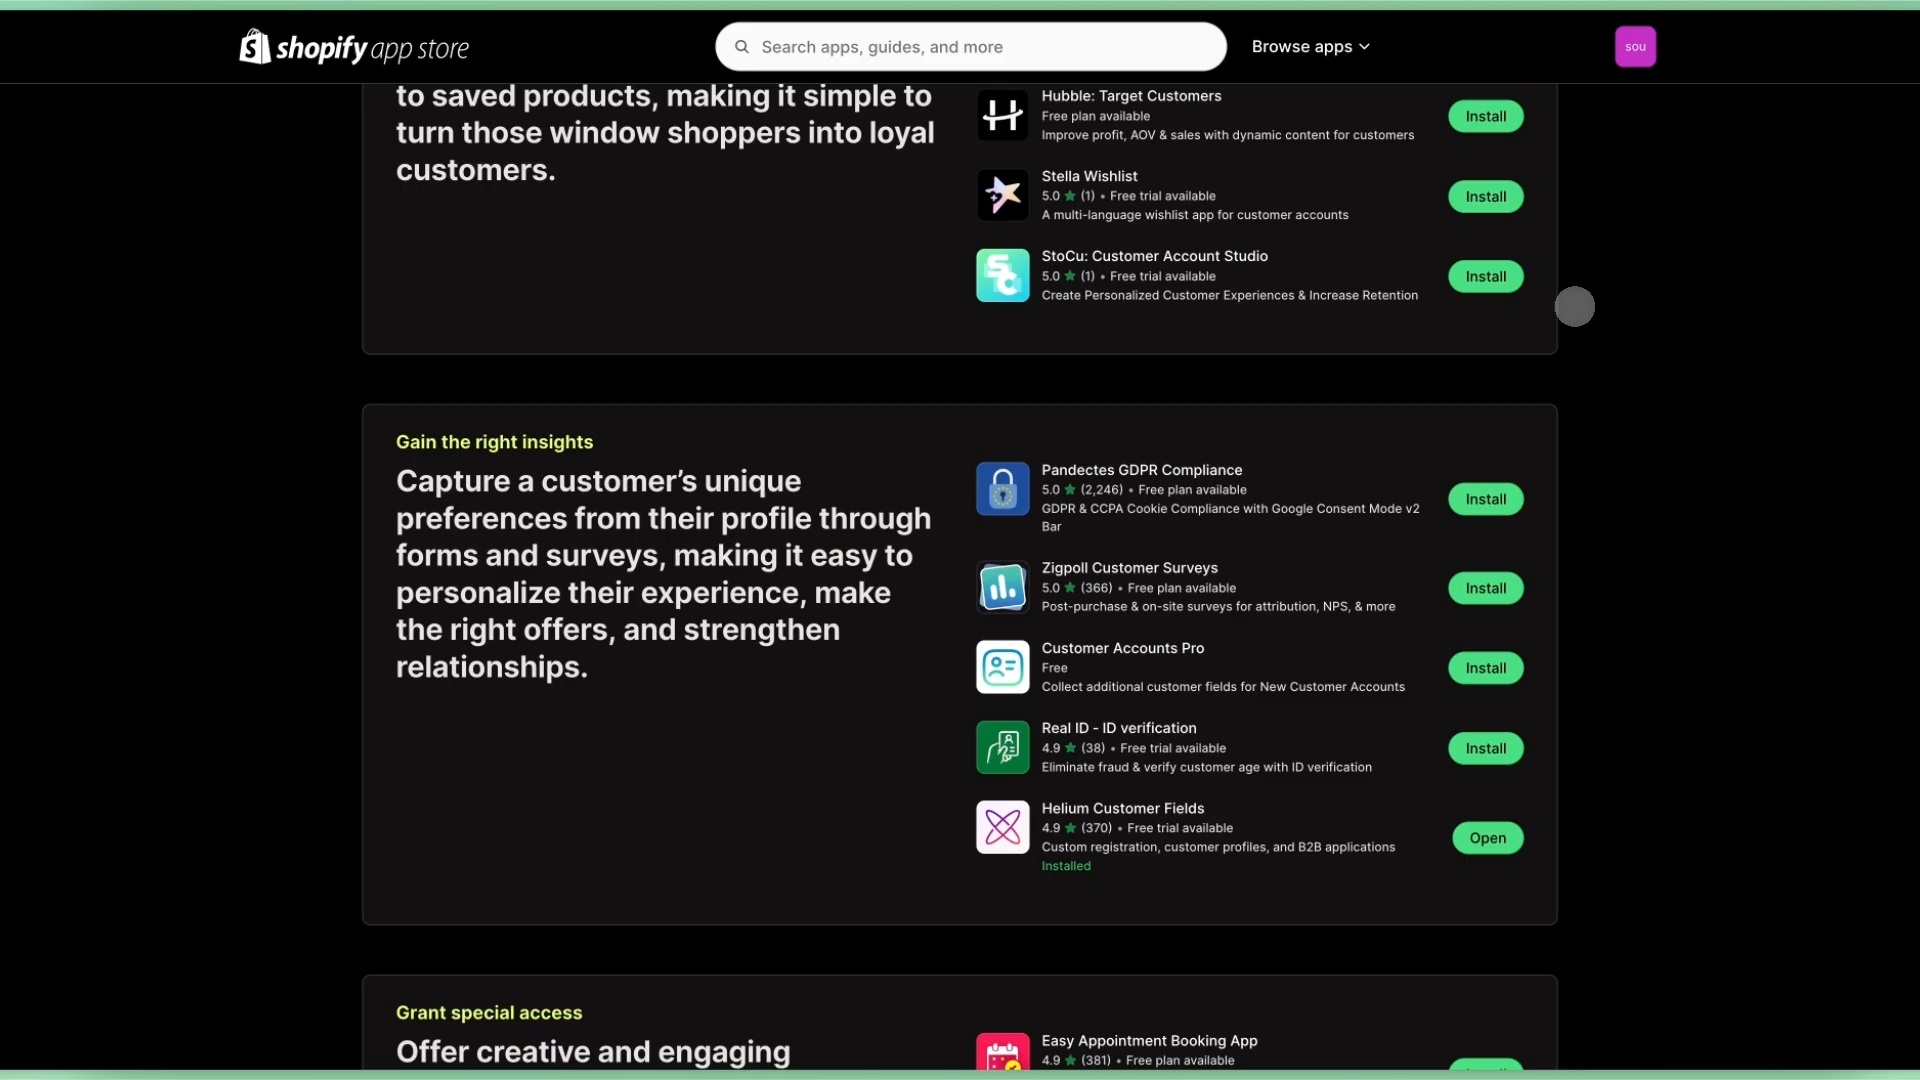 shopify app store
Search apps, guides, and more
Browse apps
sou
to saved products, making it simple to
turn those window shoppers into loyal
customers.
Hubble: Target Customers
Free plan available
Improve profit, AOV & sales with dynamic content for customers
Install
Stella Wishlist
5.0 ★ (1) • Free trial available
A multi-language wishlist app for customer accounts
Install
StoCu: Customer Account Studio
5.0 ★ (1) • Free trial available
Create Personalized Customer Experiences & Increase Retention
Install
Gain the right insights
Capture a customer’s unique
preferences from their profile through
forms and surveys, making it easy to
personalize their experience, make
the right offers, and strengthen
relationships.
Pandectes GDPR Compliance
5.0 ★ (2,246) • Free plan available
GDPR & CCPA Cookie Compliance with Google Consent Mode v2
Bar
Install
Zigpoll Customer Surveys
5.0 ★ (366) • Free plan available
Post-purchase & on-site surveys for attribution, NPS, & more
Install
Customer Accounts Pro
Free
Collect additional customer fields for New Customer Accounts
Install
Real ID - ID verification
4.9 ★ (38) • Free trial available
Eliminate fraud & verify customer age with ID verification
Install
Helium Customer Fields
4.9 ★ (370) • Free trial available
Custom registration, customer profiles, and B2B applications
Installed
Open
Grant special access
Offer creative and engaging
Easy Appointment Booking App
4.9 ★ (381) • Free plan available